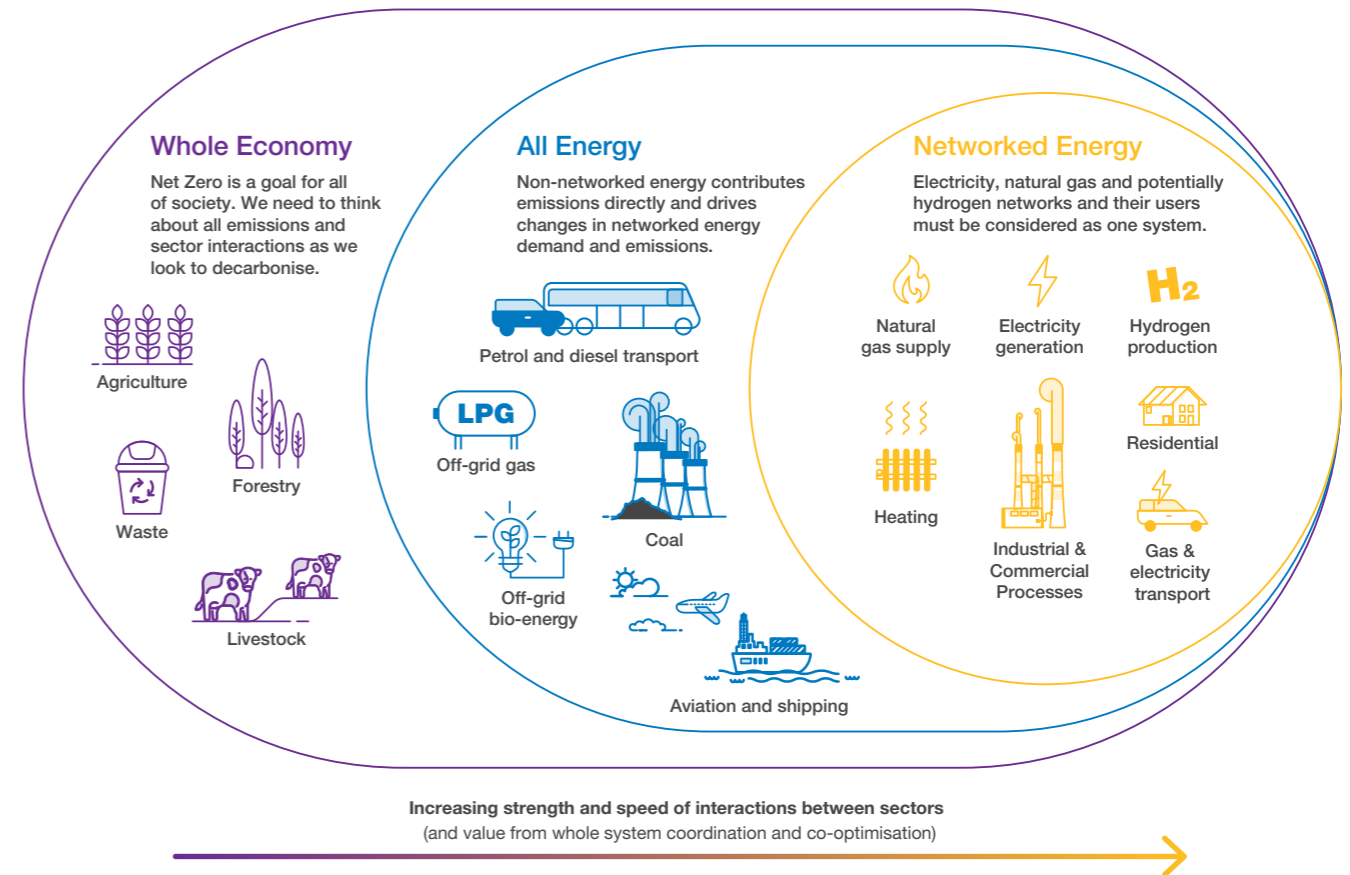 Whole Economy
Net Zero is a goal for all
of society. We need to think
about all emissions and
sector interactions as we
look to decarbonise.
Agriculture
Forestry
Waste
Livestock
All Energy
Non-networked energy contributes
emissions directly and drives
changes in networked energy
demand and emissions.
Petrol and diesel transport
LPG
Off-grid gas
Coal
Off-grid
bio-energy
Aviation and shipping
Networked Energy
Electricity, natural gas and potentially
hydrogen networks and their users
must be considered as one system.
Natural
gas supply
Electricity
generation
H2
Hydrogen
production
Heating
Industrial &
Commercial
Processes
Residential
Gas &
electricity
transport
Increasing strength and speed of interactions between sectors
(and value from whole system coordination and co-optimisation)